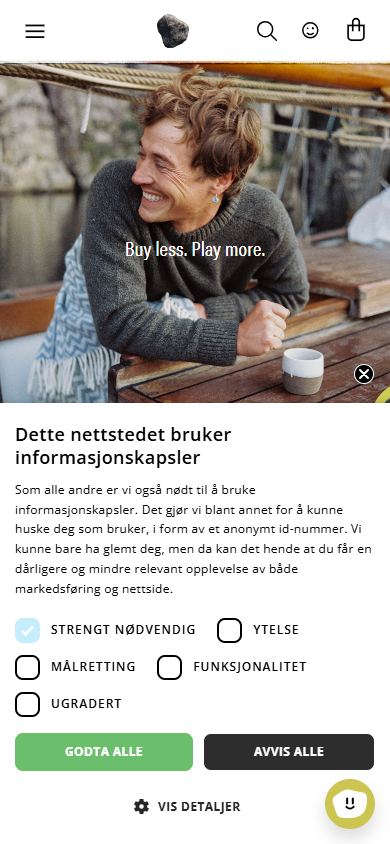 Buy less. Play more.
Dette nettstedet bruker
informasjonskapsler
Som alle andre er vi også nødt til å bruke
informasjonskapsler. Det gjør vi blant annet for å kunne
huske deg som bruker, i form av et anonymt id-nummer. Vi
kunne bare ha glemt deg, men da kan det hende at du får en
dårligere og mindre relevant opplevelse av både
markedsføring og nettside.
STRENGT NØDVENDIG YTELSE
MÅLRETTING FUNKSJONALITET
UGRADERT
GODTA ALLE AVVIS ALLE
VIS DETALJER